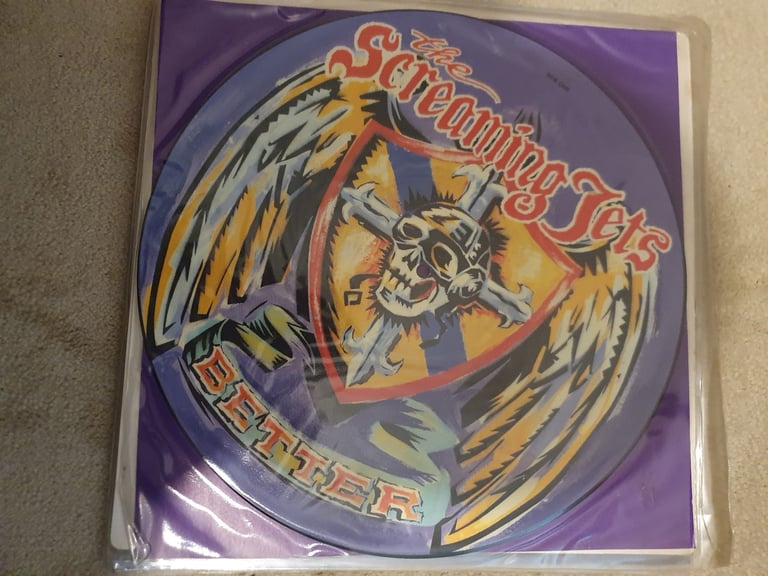 the
Screaming Jets
BETTER